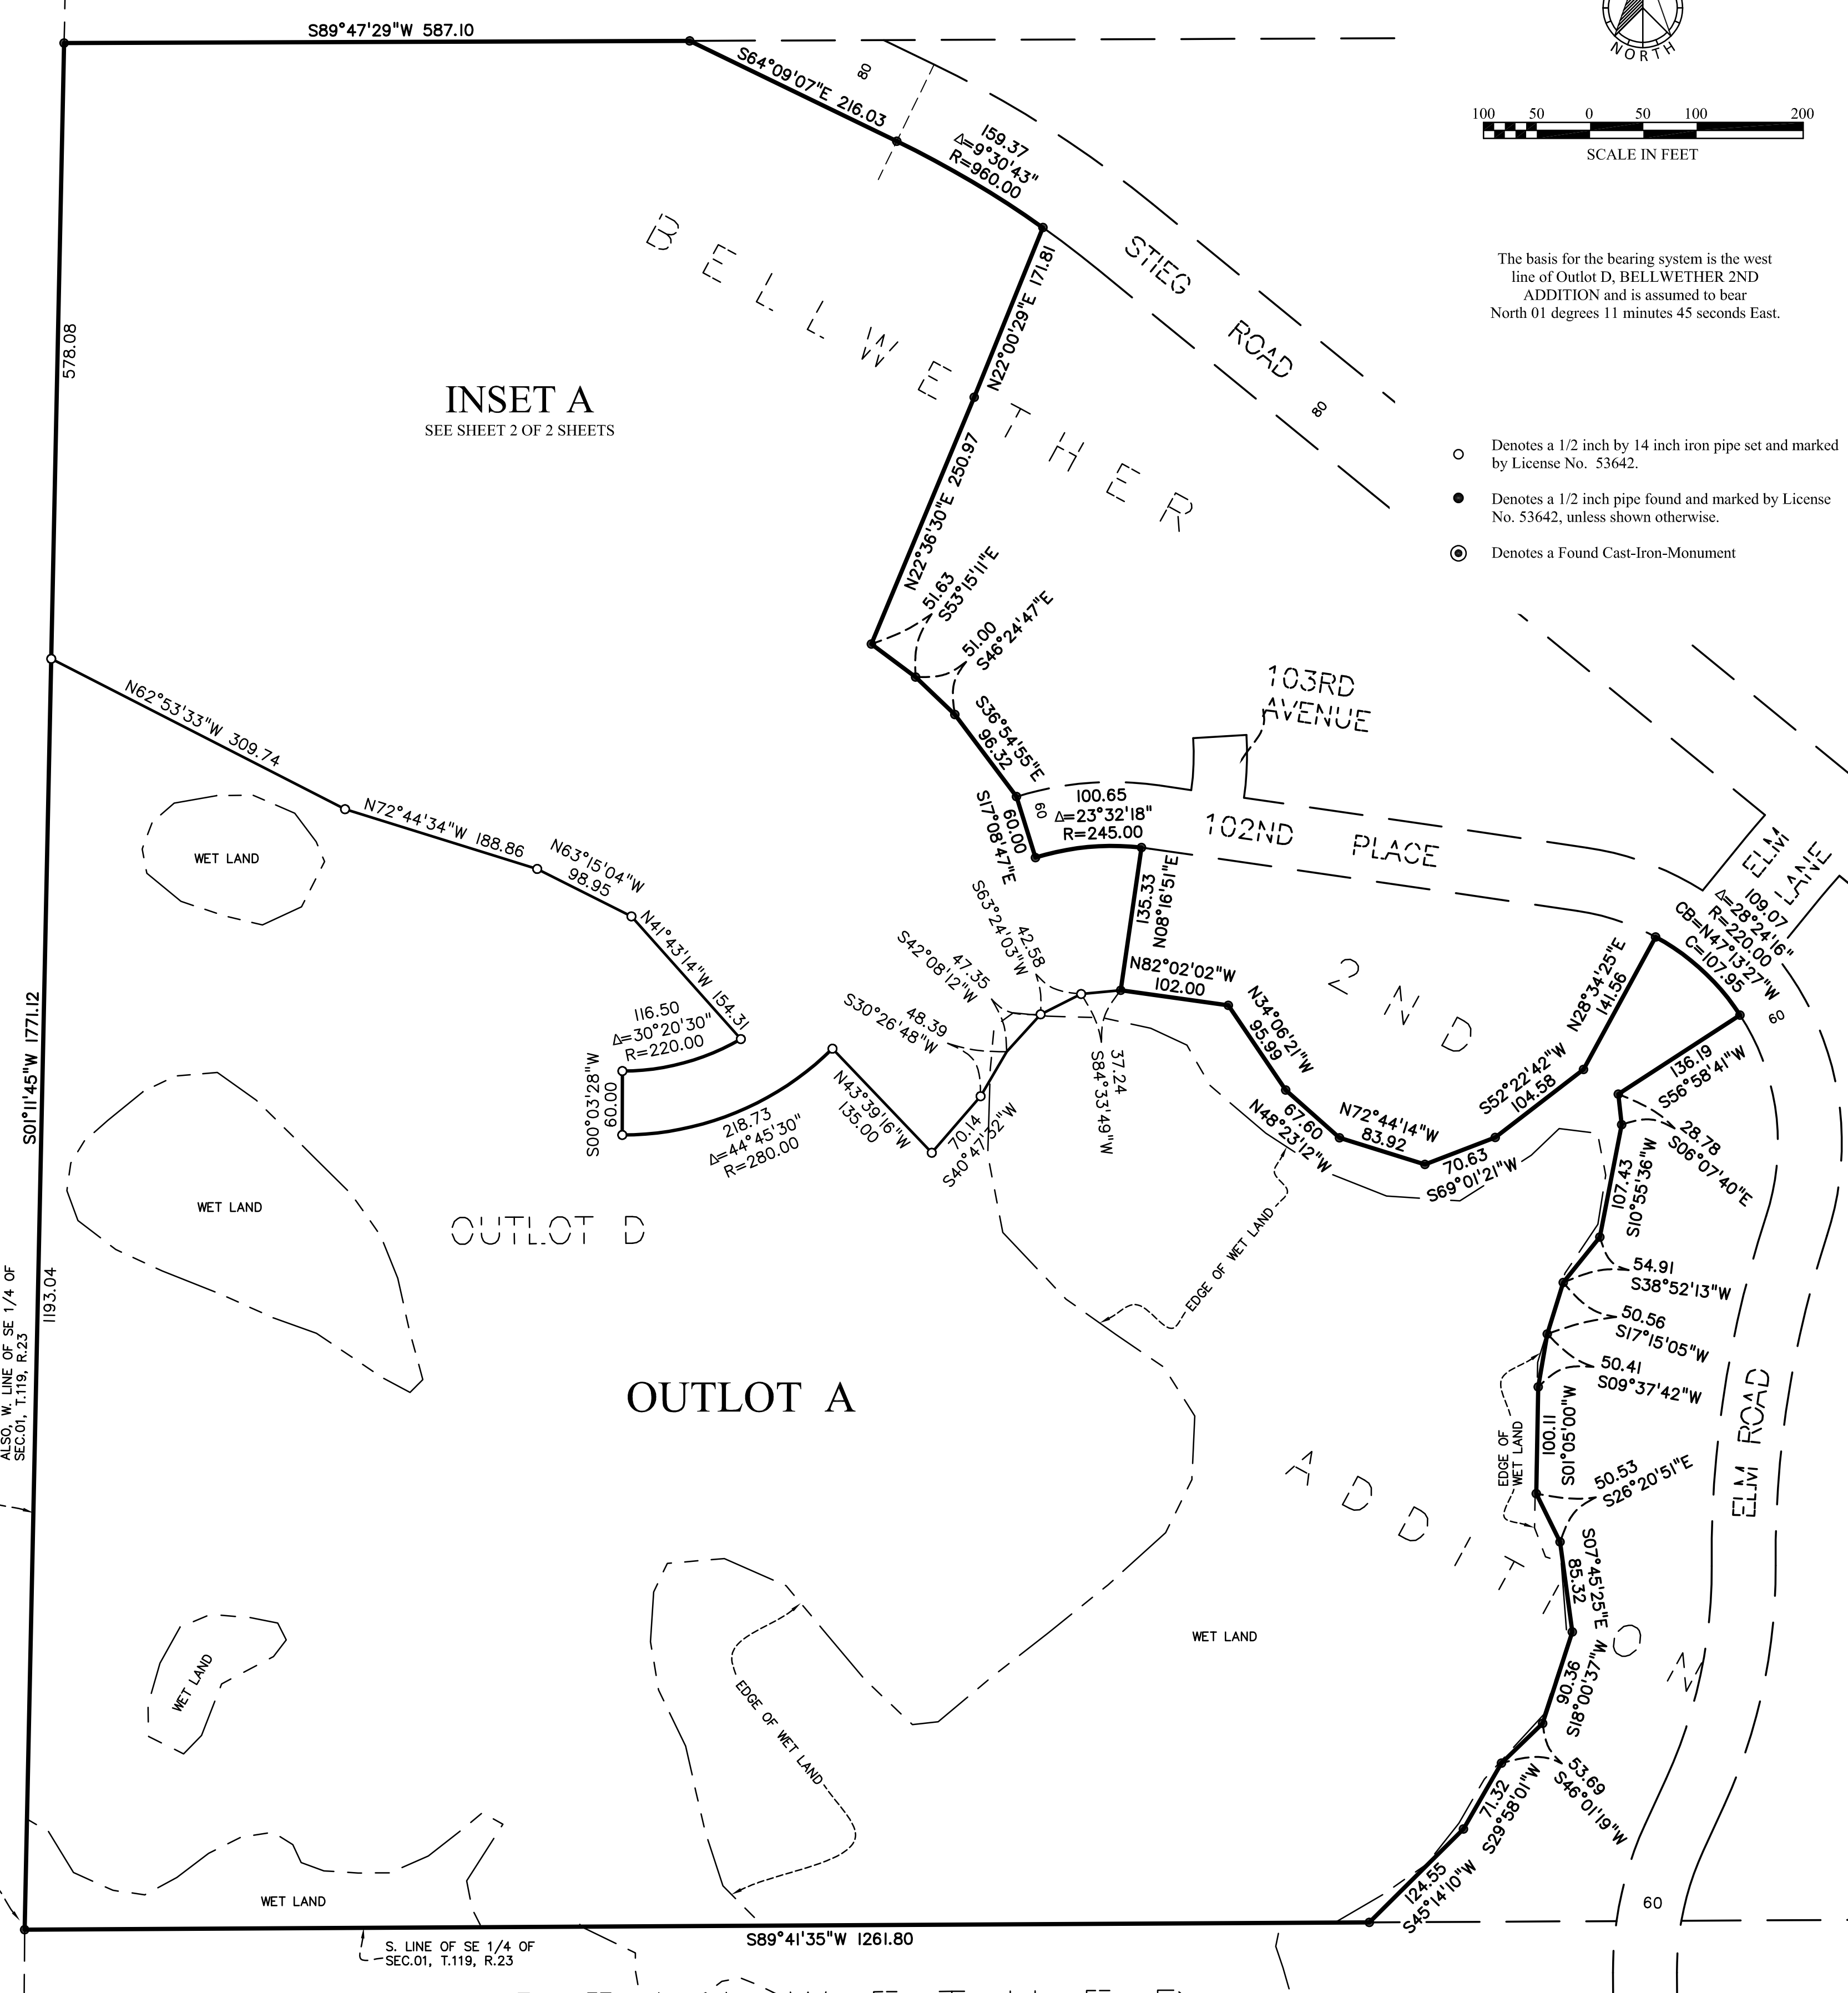 S89°47'29"W 587.10
S64°09'07"E 216.03
80
159.37
Δ=9°30'43"
R=960.00
NORTH
100 50 0 50 100 200
SCALE IN FEET
The basis for the bearing system is the west
line of Outlot D, BELLWETHER 2ND
ADDITION and is assumed to bear
North 01 degrees 11 minutes 45 seconds East.
Denotes a 1/2 inch by 14 inch iron pipe set and marked
by License No. 53642.
Denotes a 1/2 inch pipe found and marked by License
No. 53642, unless shown otherwise.
Denotes a Found Cast-Iron-Monument
BELLWETHER
STIEG ROAD
80
578.08
INSET A
SEE SHEET 2 OF 2 SHEETS
N22°00'29"E 171.81
N22°36'30"E 250.97
51.63
S53°15'11"E
51.00
S46°24'47"E
S36°54'55"E
96.32
103RD
AVENUE
S17°08'47"E
60.00
60
100.65
Δ=23°32'18"
R=245.00
102ND PLACE
ELM
LANE
109.07
Δ=28°24'16"
R=220.00
CB=N47°13'27"W
C=107.95
60
N62°53'33"W 309.74
N72°44'34"W 188.86
N63°15'04"W
98.95
N41°43'14"W 154.31
WET LAND
135.33
N08°16'51"E
S63°24'03"W
42.58
S42°08'12"W
47.35
S30°26'48"W
48.39
37.24
S84°33'49"W
N82°02'02"W
102.00
2ND
N34°06'21"W
95.99
N48°23'12"W
67.60
N72°44'14"W
83.92
70.63
S69°01'21"W
S52°22'42"W
104.58
N28°34'25"E
141.56
136.19
S56°58'41"W
28.78
S06°07'40"E
107.43
S10°55'36"W
54.91
S38°52'13"W
50.56
S17°15'05"W
50.41
S09°37'42"W
100.11
S01°05'00"W
50.53
S26°20'51"E
S07°45'25"E
85.32
90.36
S18°00'37"W
53.69
S46°01'19"W
71.32
S29°58'01"W
124.55
S45°14'10"W
116.50
Δ=30°20'30"
R=220.00
S00°03'28"W
60.00
218.73
Δ=44°45'30"
R=280.00
N43°39'16"W
135.00
70.14
S40°47'32"W
S01°11'45"W 1771.12
1193.04
ALSO, W. LINE OF SE 1/4 OF
SEC.01, T.119, R.23
WET LAND
OUTLOT D
EDGE OF WET LAND
OUTLOT A
EDGE OF
WET LAND
ELM ROAD
ADDITION
WET LAND
WET LAND
EDGE OF WET LAND
WET LAND
60
S89°41'35"W 1261.80
S. LINE OF SE 1/4 OF
SEC.01, T.119, R.23